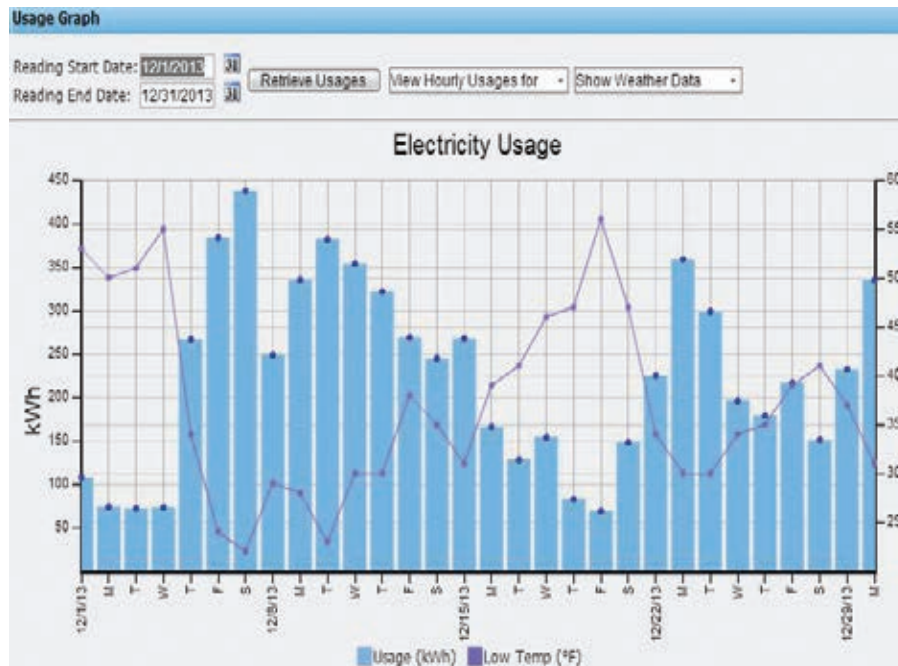 Usage Graph
Reading Start Date: 12/1/2013 31 Retrieve Usages View Hourly Usages for Show Weather Data
Reading End Date: 12/31/2013 31
Electricity Usage
450
400
350
300
250
200
150
100
50
kWh
60
55
50
45
40
35
30
25
12/1/13 M T W T F S 12/8/13 M T W T F S 12/15/13 M T W T F S 12/22/13 M T W T F S 12/29/13 M
Usage (kWh) Low Temp (°F)